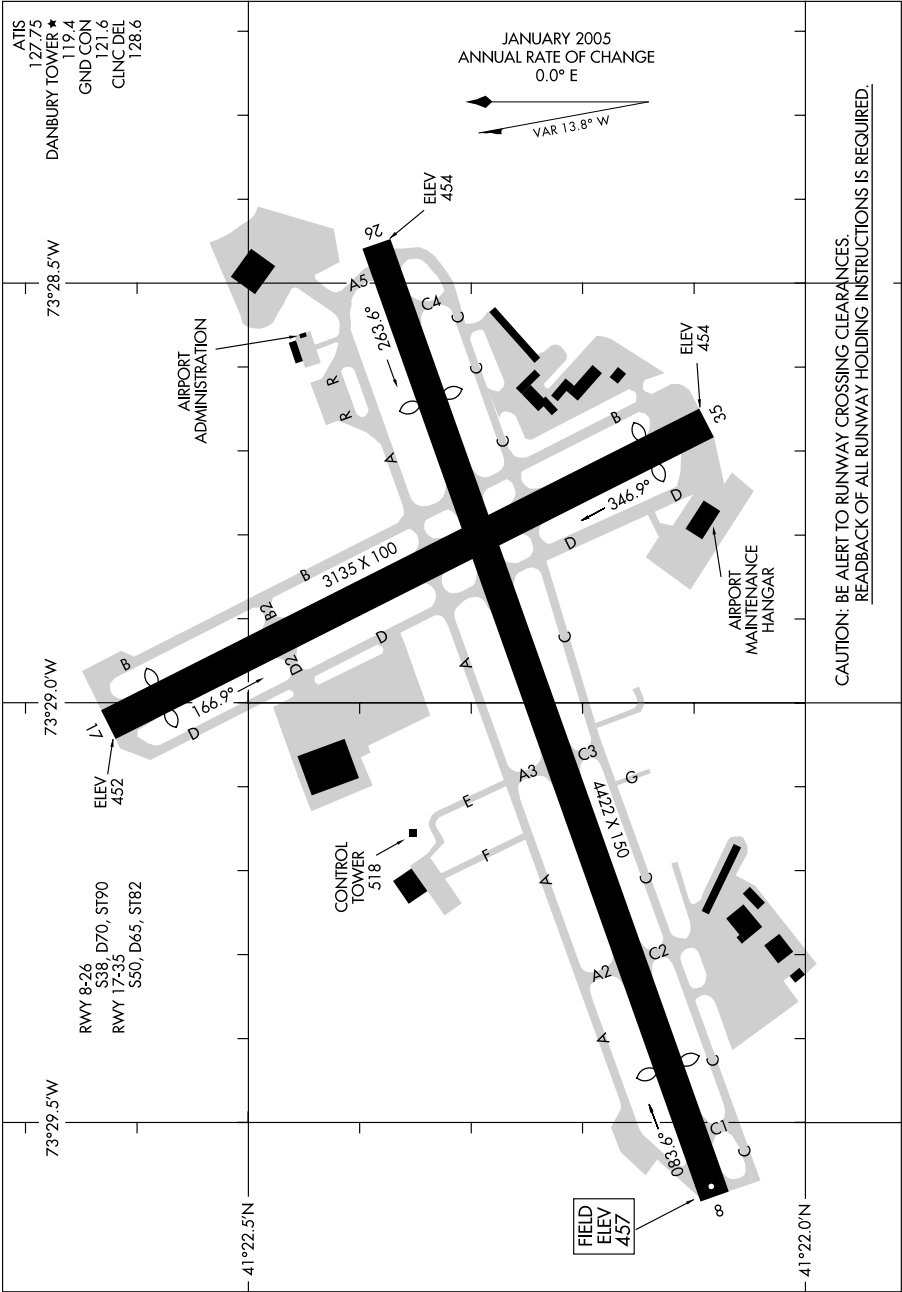 ATIS
127.75
DANBURY TOWER ★
119.4
GND CON
121.6
CLNC DEL
128.6
RWY 8-26
S38, D70, ST90
RWY 17-35
S50, D65, ST82
JANUARY 2005
ANNUAL RATE OF CHANGE
0.0° E
VAR 13.8° W
73°29.5'W
73°29.0'W
73°28.5'W
41°22.5'N
41°22.0'N
AIRPORT
ADMINISTRATION
ELEV
454
26
A5
263.6°
C4
C
C
C
R
R
A
ELEV
452
17
B
166.9°
D
B2
D2
B
D
3135 X 100
CONTROL
TOWER
518
E
F
A
A3
C3
G
4422 X 150
A
C
C
D
346.9°
D
B
35
ELEV
454
AIRPORT
MAINTENANCE
HANGAR
A2
C2
A
C
C1
C
083.6°
8
FIELD
ELEV
457
CAUTION: BE ALERT TO RUNWAY CROSSING CLEARANCES.
READBACK OF ALL RUNWAY HOLDING INSTRUCTIONS IS REQUIRED.